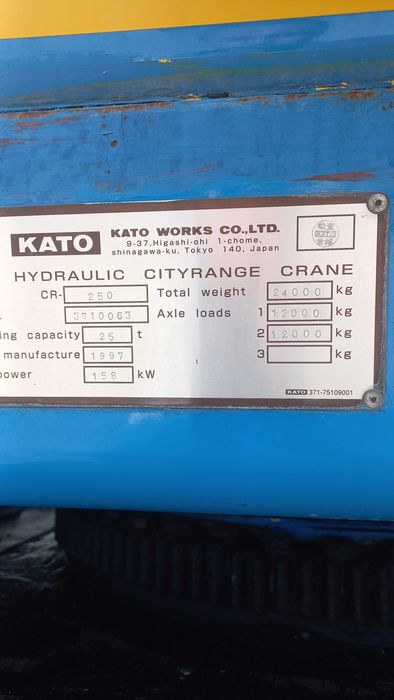 KATO KATO WORKS CO.,LTD.
9-37,Higashi-ohi 1-chome,
shinagawa-ku, Tokyo 140, Japan
KATO
HYDRAULIC CITYRANGE CRANE
CR- 250 Total weight 24000 kg
3710063 Axle loads 1 12000 kg
ing capacity 25 t 2 12000 kg
manufacture 1997 3 kg
power 158 kW
KATO 371-75109001